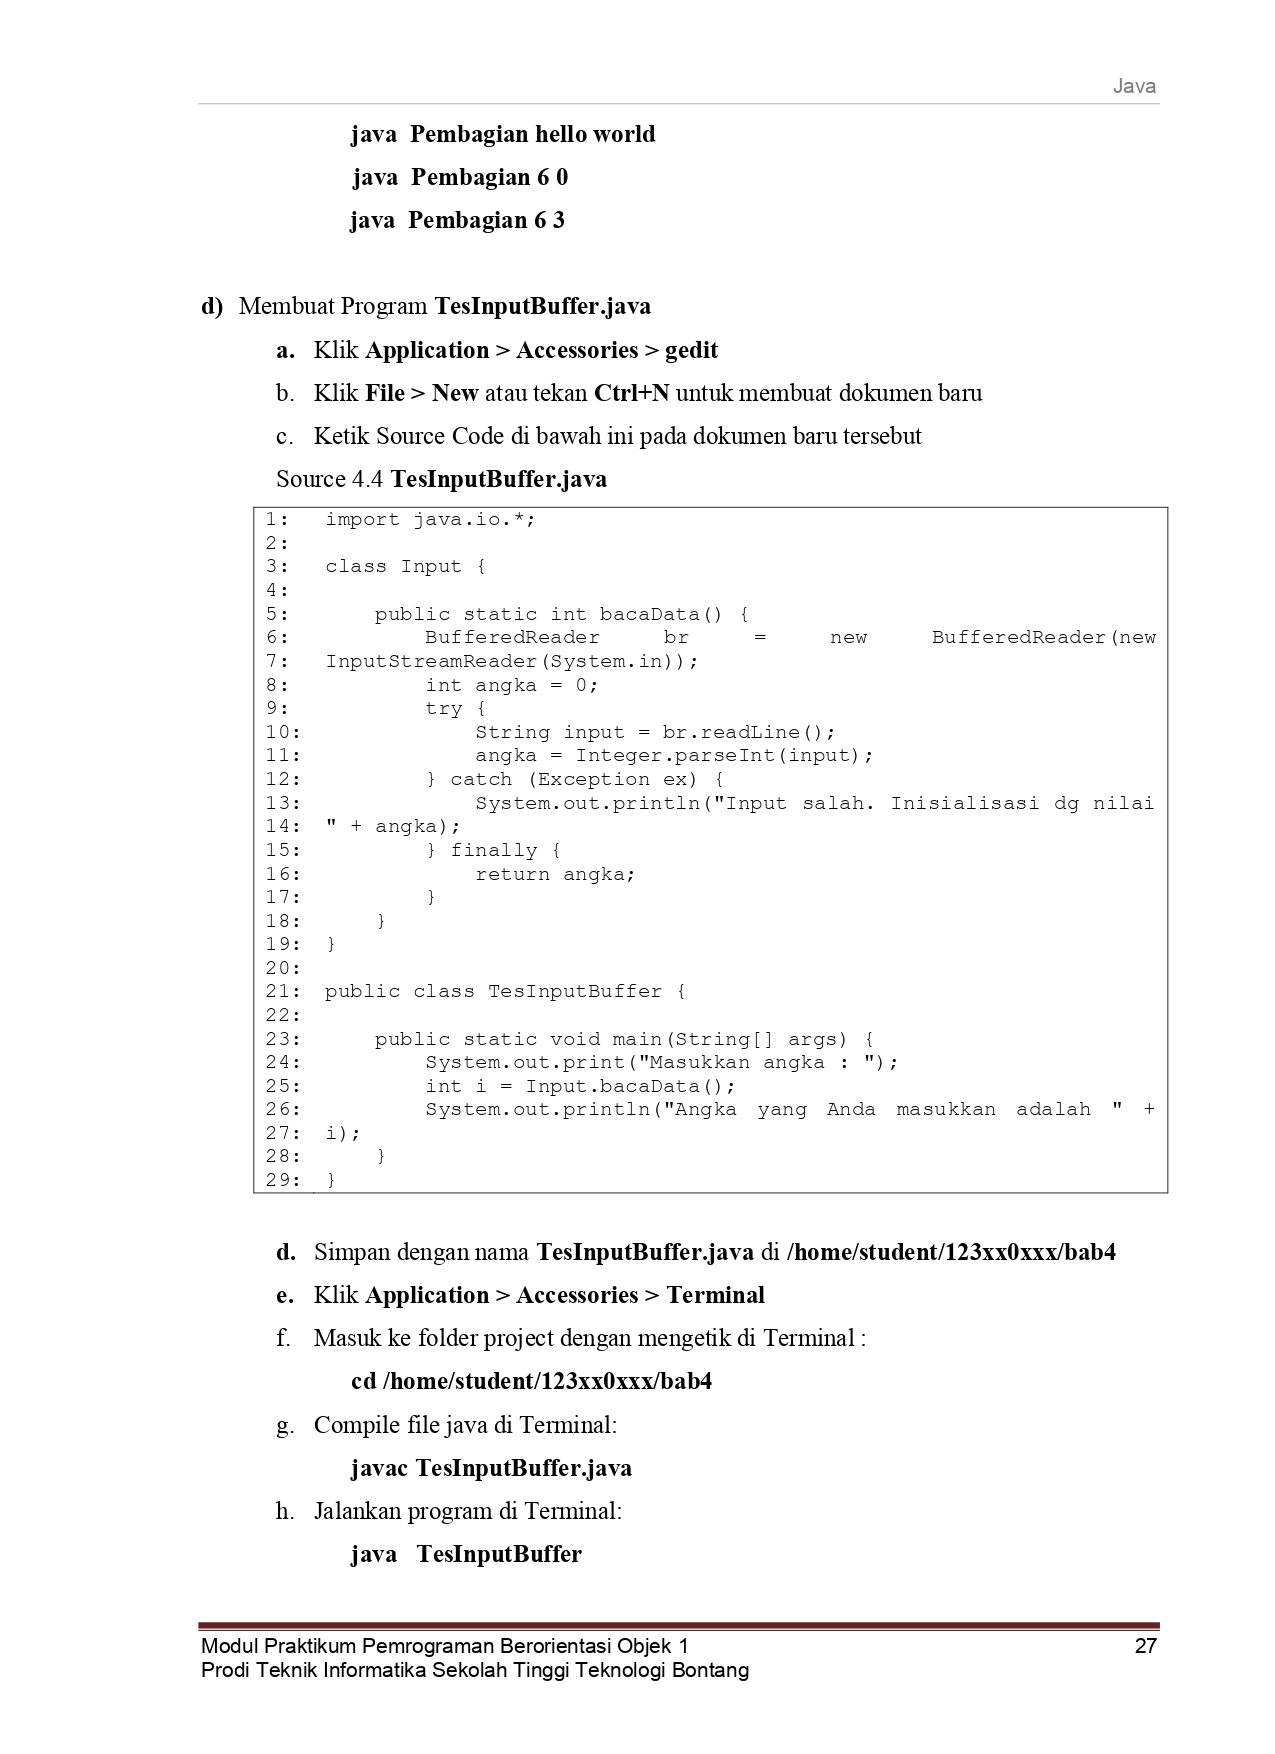 Java
java  Pembagian hello world
java  Pembagian 6 0
java  Pembagian 6 3
d) Membuat Program TesInputBuffer.java
a. Klik Application > Accessories > gedit
b. Klik File > New atau tekan Ctrl+N untuk membuat dokumen baru
c. Ketik Source Code di bawah ini pada dokumen baru tersebut
Source 4.4 TesInputBuffer.java
1:  import java.io.*;
2:
3:  class Input {
4:
5:      public static int bacaData() {
6:          BufferedReader br = new BufferedReader(new
7:  InputStreamReader(System.in));
8:          int angka = 0;
9:          try {
10:             String input = br.readLine();
11:             angka = Integer.parseInt(input);
12:         } catch (Exception ex) {
13:             System.out.println("Input salah. Inisialisasi dg nilai
14: " + angka);
15:         } finally {
16:             return angka;
17:         }
18:     }
19: }
20:
21: public class TesInputBuffer {
22:
23:     public static void main(String[] args) {
24:         System.out.print("Masukkan angka : ");
25:         int i = Input.bacaData();
26:         System.out.println("Angka yang Anda masukkan adalah " +
27: i);
28:     }
29: }
d. Simpan dengan nama TesInputBuffer.java di /home/student/123xx0xxx/bab4
e. Klik Application > Accessories > Terminal
f. Masuk ke folder project dengan mengetik di Terminal :
cd /home/student/123xx0xxx/bab4
g. Compile file java di Terminal:
javac TesInputBuffer.java
h. Jalankan program di Terminal:
java  TesInputBuffer
Modul Praktikum Pemrograman Berorientasi Objek 1 27
Prodi Teknik Informatika Sekolah Tinggi Teknologi Bontang